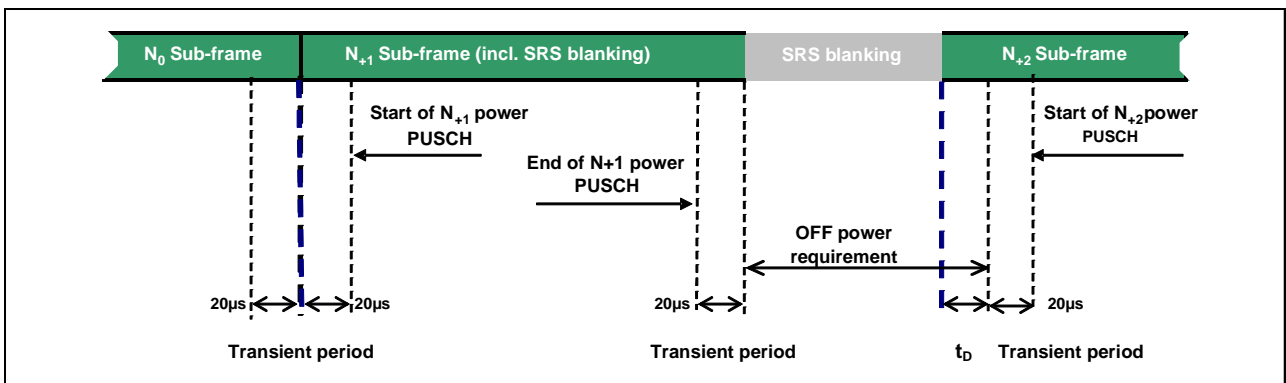 N0 Sub-frame
N+1 Sub-frame (incl. SRS blanking)
SRS blanking
N+2 Sub-frame
Start of N+1 power
PUSCH
Start of N+2power
PUSCH
End of N+1 power
PUSCH
OFF power
requirement
20µs
20µs
20µs
20µs
Transient period
Transient period
tD
Transient period